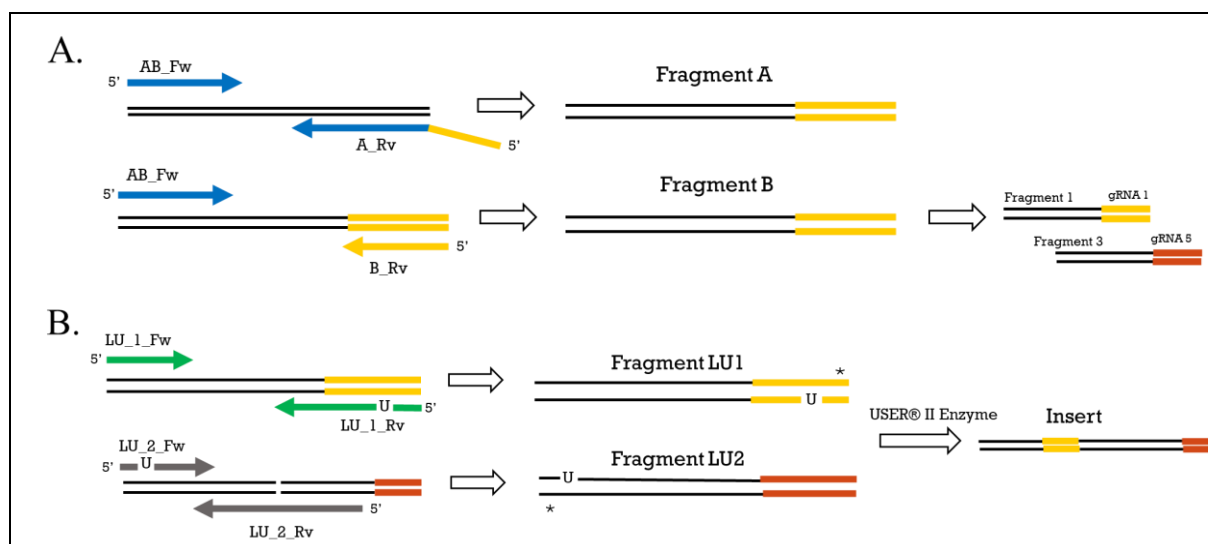 A.
AB_Fw
5'
Fragment A
A_Rv
5'
AB_Fw
5'
Fragment B
B_Rv
5'
Fragment 1
gRNA 1
Fragment 3
gRNA 5
B.
LU_1_Fw
5'
Fragment LU1
*
U
5'
U
LU_1_Rv
USER® II Enzyme
Insert
LU_2_Fw
5'
U
Fragment LU2
U
*
5'
LU_2_Rv